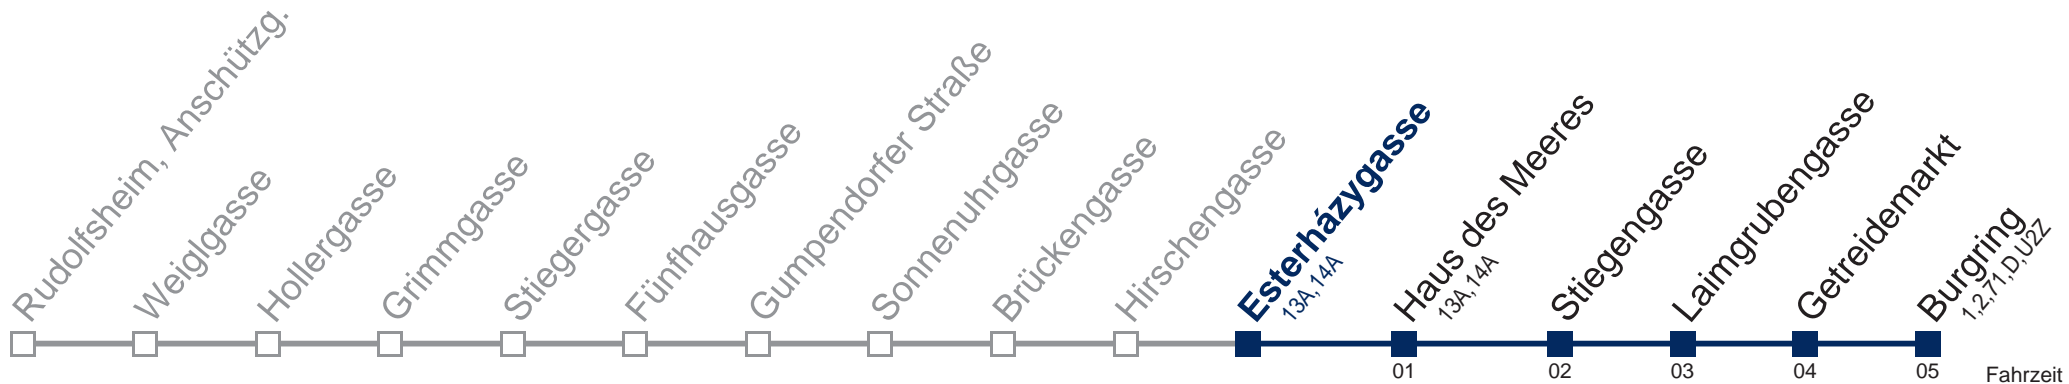 Rudolfsheim, Anschützg.
Weiglgasse
Hollergasse
Grimmgasse
Stiegergasse
Fünfhausgasse
Gumpendorfer Straße
Sonnenuhrgasse
Brückengasse
Hirschengasse
Esterházygasse
13A,14A
Haus des Meeres
13A,14A
Stiegengasse
Laimgrubengasse
Getreidemarkt
Burgring
1,2,71,D,U2Z
01
02
03
04
05
Fahrzeit